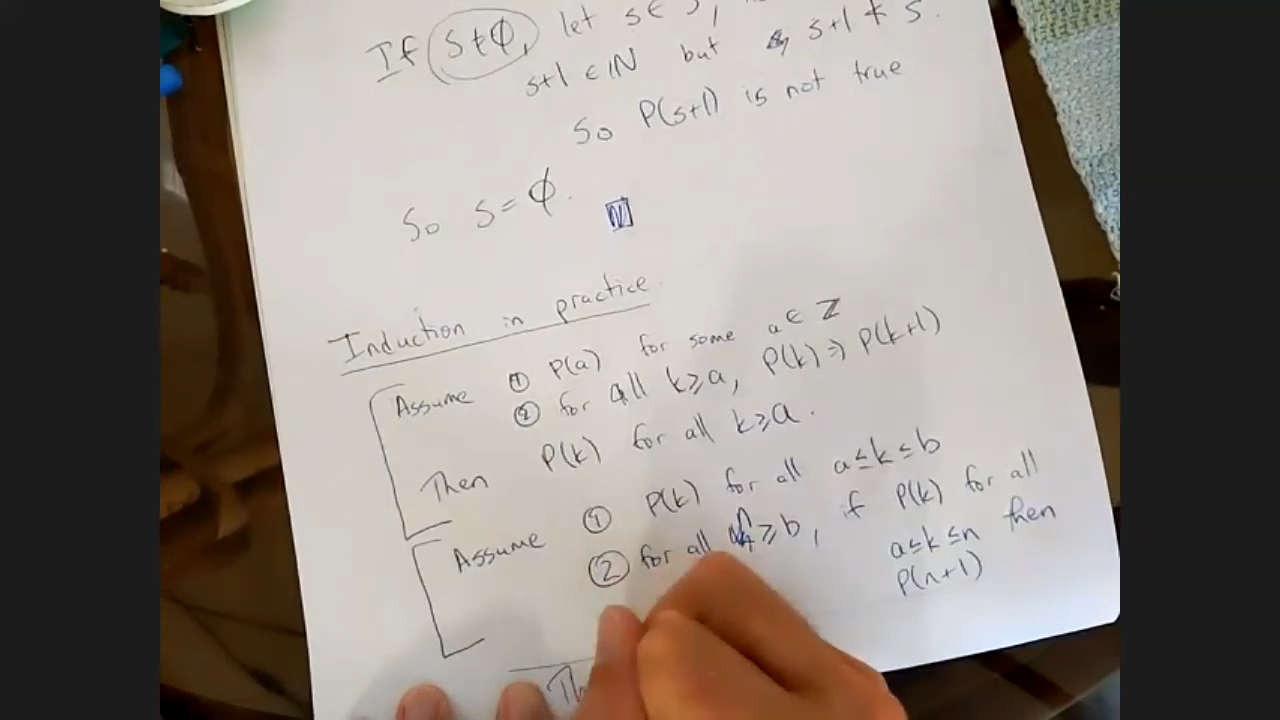 If S≠∅, let s ∈ S,
s+1 ∈ ℕ but s+1 ∉ S.
So P(s+1) is not true
So S = ∅.
Induction in practice
Assume ① P(a) for some a ∈ ℤ
② for all k ≥ a, P(k) ⇒ P(k+1)
Then P(k) for all k ≥ a.
Assume ① P(k) for all a ≤ k ≤ b
② for all n ≥ b, if P(k) for all
a ≤ k ≤ n then
P(n+1)